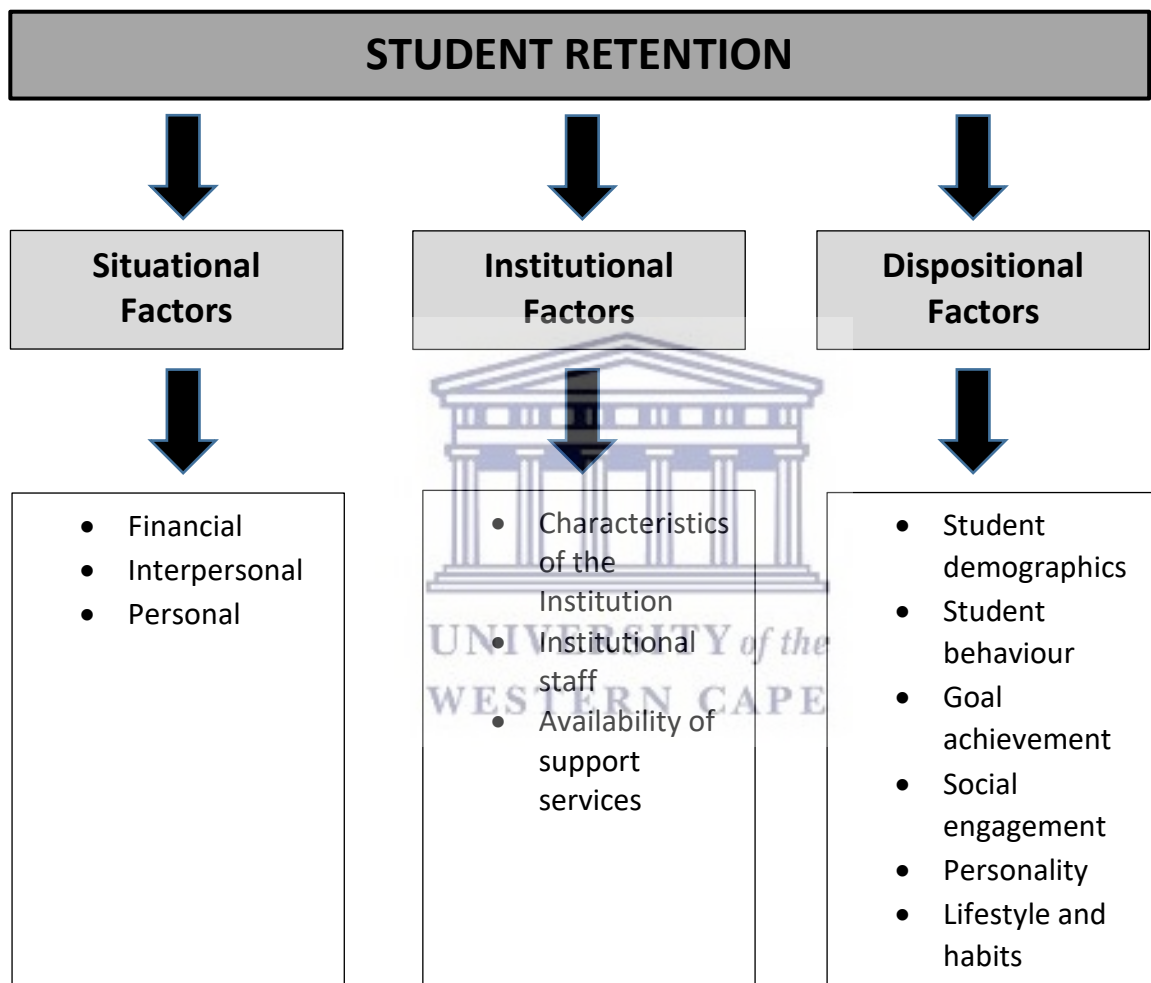 STUDENT RETENTION
Situational
Factors
Institutional
Factors
Dispositional
Factors
• Financial
• Interpersonal
• Personal
• Characteristics
of the
Institution
• Institutional
staff
• Availability of
support
services
UNIVERSITY of the
WESTERN CAPE
• Student
demographics
• Student
behaviour
• Goal
achievement
• Social
engagement
• Personality
• Lifestyle and
habits